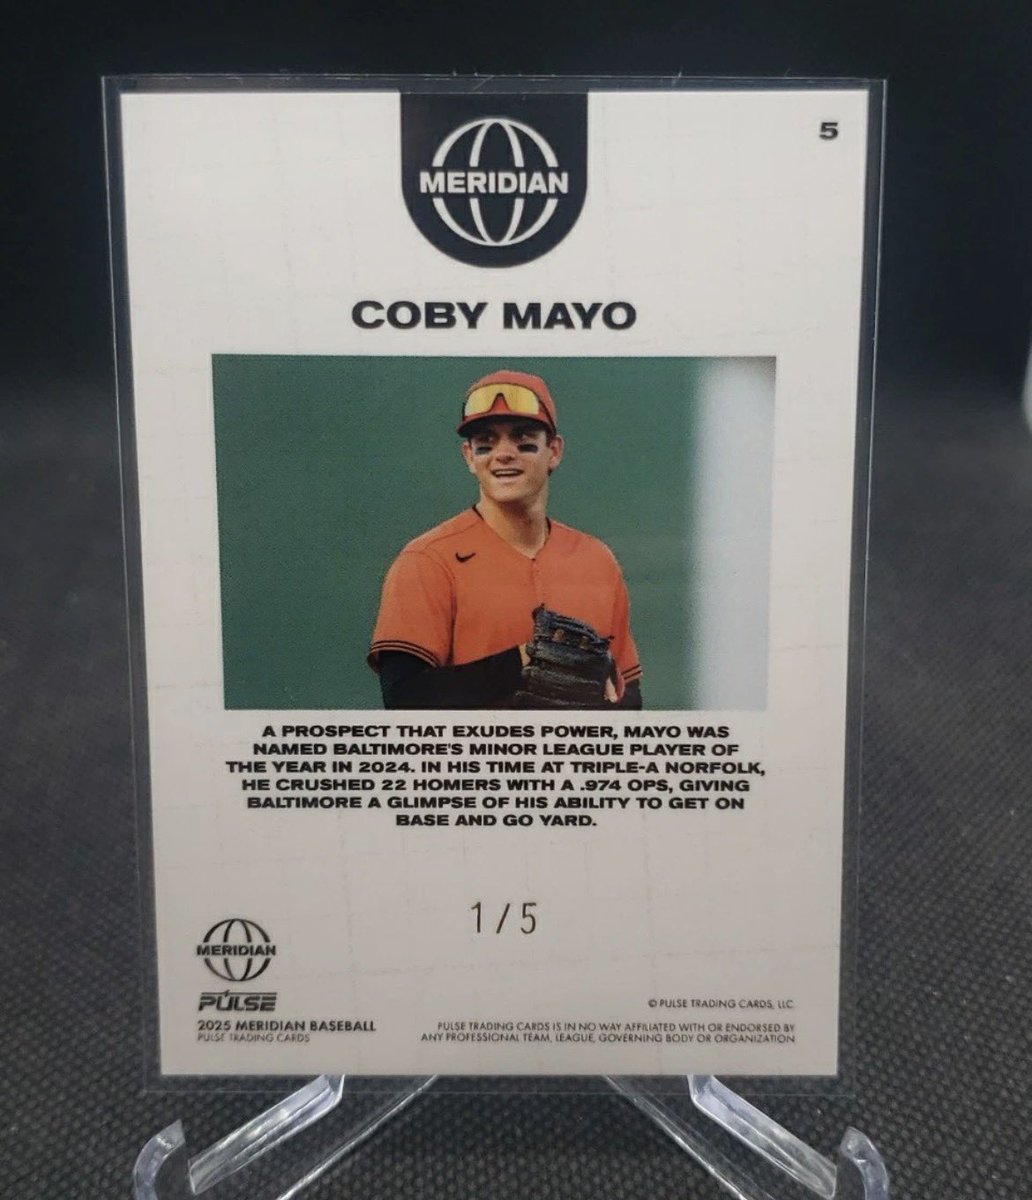 5
MERIDIAN
COBY MAYO
A PROSPECT THAT EXUDES POWER, MAYO WAS
NAMED BALTIMORE'S MINOR LEAGUE PLAYER OF
THE YEAR IN 2024. IN HIS TIME AT TRIPLE-A NORFOLK,
HE CRUSHED 22 HOMERS WITH A .974 OPS, GIVING
BALTIMORE A GLIMPSE OF HIS ABILITY TO GET ON
BASE AND GO YARD.
1/5
MERIDIAN
PULSE
2025 MERIDIAN BASEBALL
PULSE TRADING CARDS
© PULSE TRADING CARDS, LLC
PULSE TRADING CARDS IS IN NO WAY AFFILIATED WITH OR ENDORSED BY
ANY PROFESSIONAL TEAM, LEAGUE, GOVERNING BODY OR ORGANIZATION